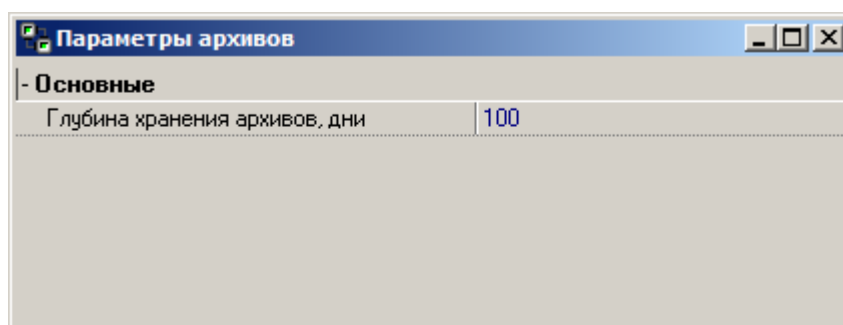 Параметры архивов
- Основные
Глубина хранения архивов, дни 100